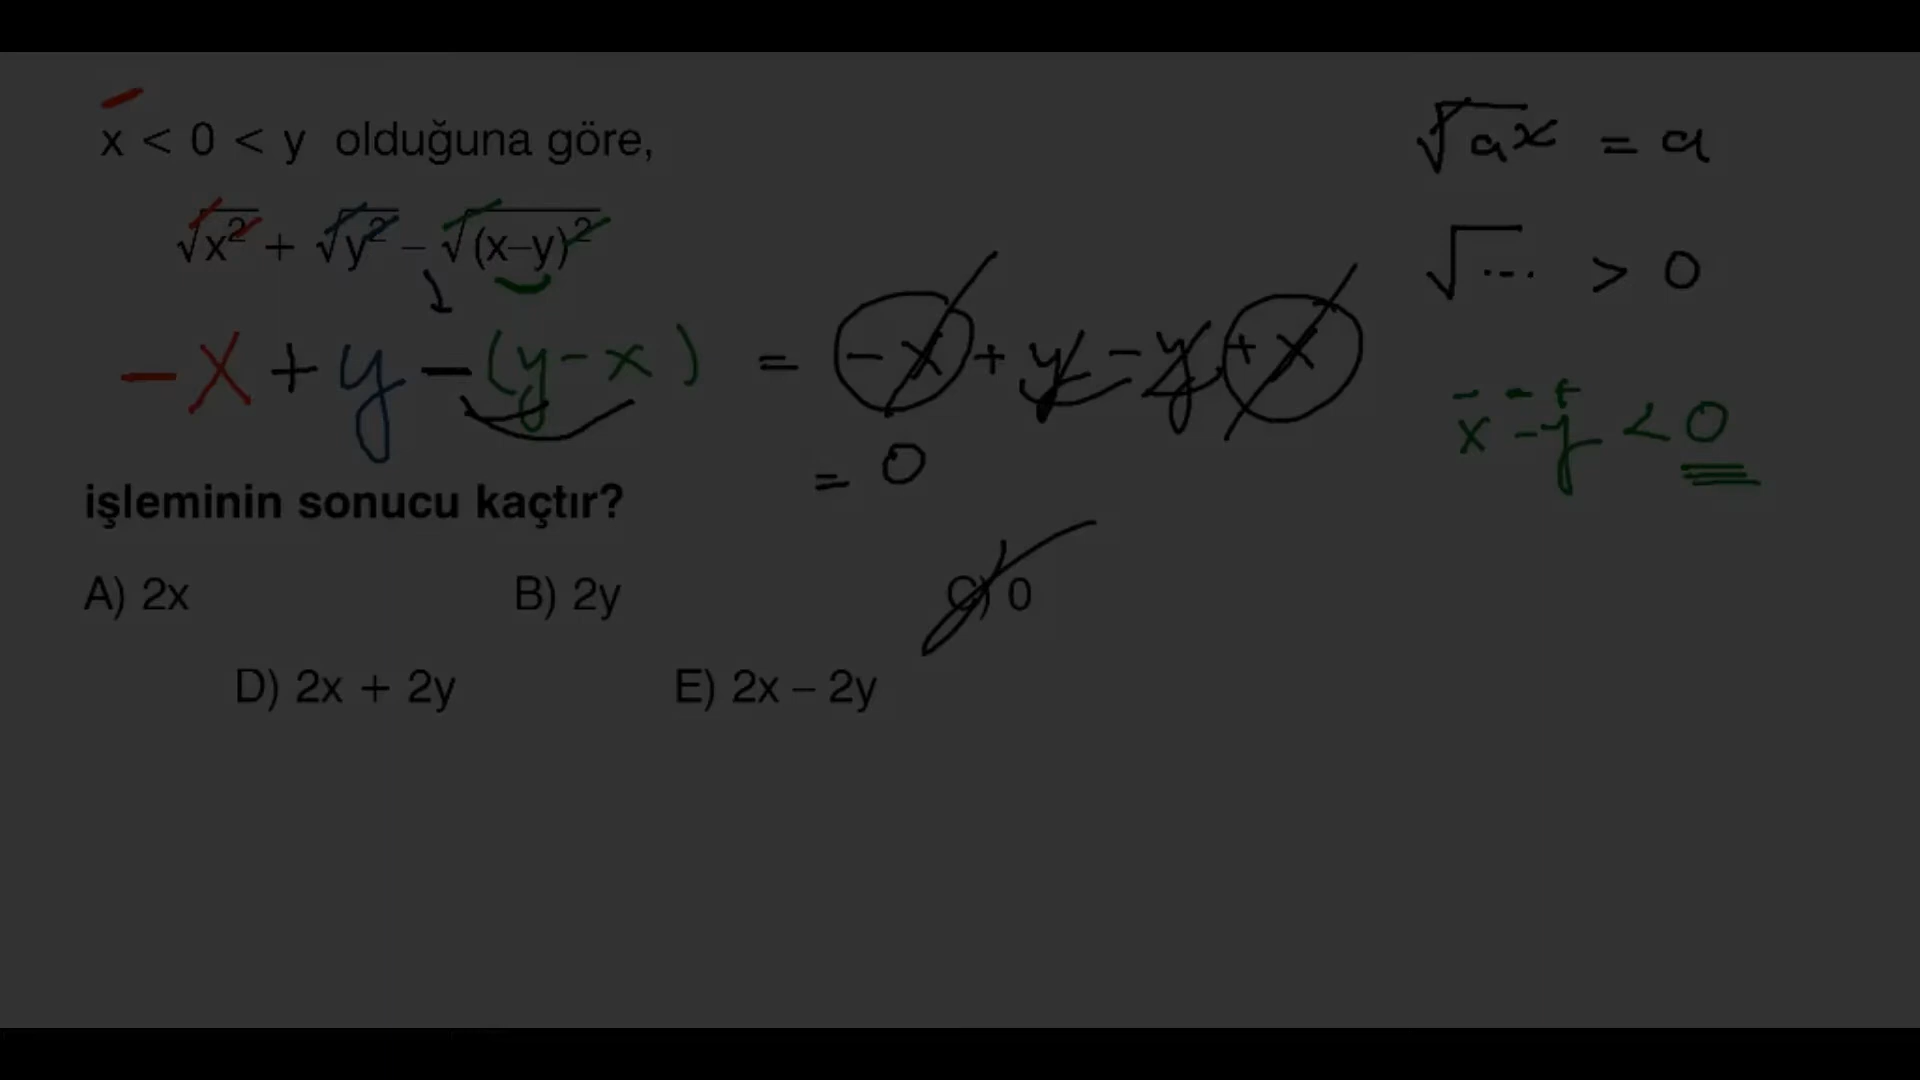 x < 0 < y olduğuna göre,
√x² + √y² – √(x–y)²
-x + y - (y - x) = -x + y - y + x
= 0
işleminin sonucu kaçtır?
A) 2x B) 2y C) 0
D) 2x + 2y E) 2x – 2y
√ax = a
√... > 0
- - +
x - y < 0